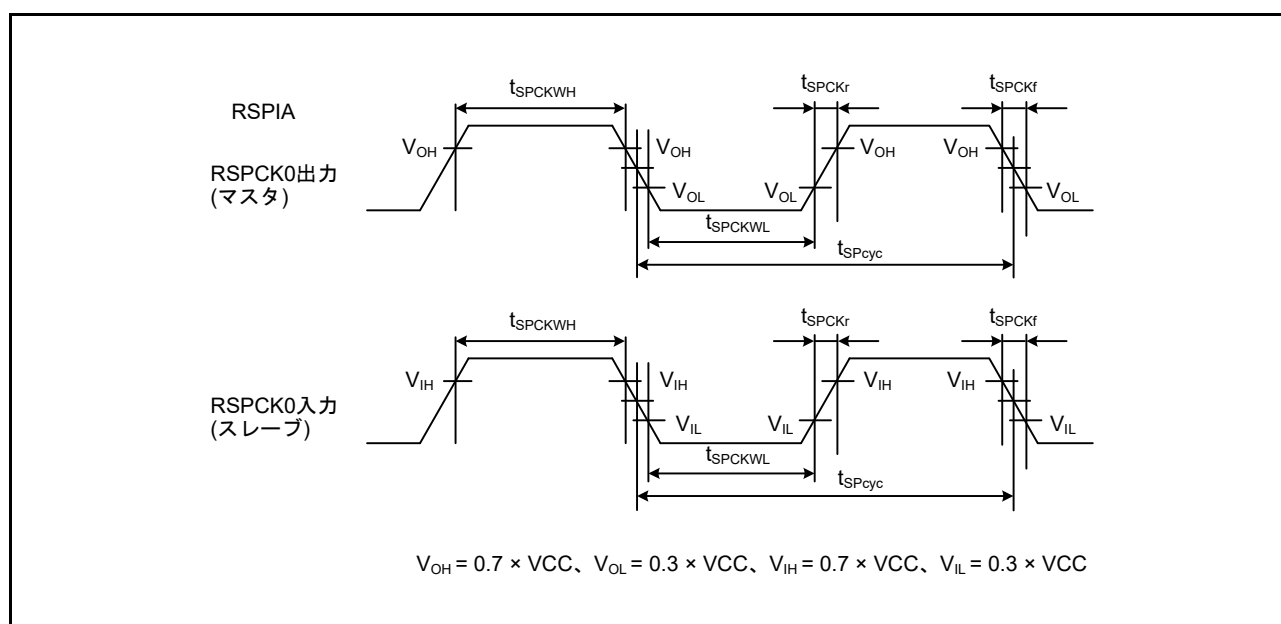 RSPIA
tSPCKWH
tSPCKr
tSPCKf
VOH
VOH
VOH
VOH
RSPCK0出力
(マスタ)
VOL
VOL
VOL
tSPCKWL
tSPcyc
tSPCKWH
tSPCKr
tSPCKf
VIH
VIH
VIH
VIH
RSPCK0入力
(スレーブ)
VIL
VIL
VIL
tSPCKWL
tSPcyc
VOH = 0.7 × VCC、VOL = 0.3 × VCC、VIH = 0.7 × VCC、VIL = 0.3 × VCC